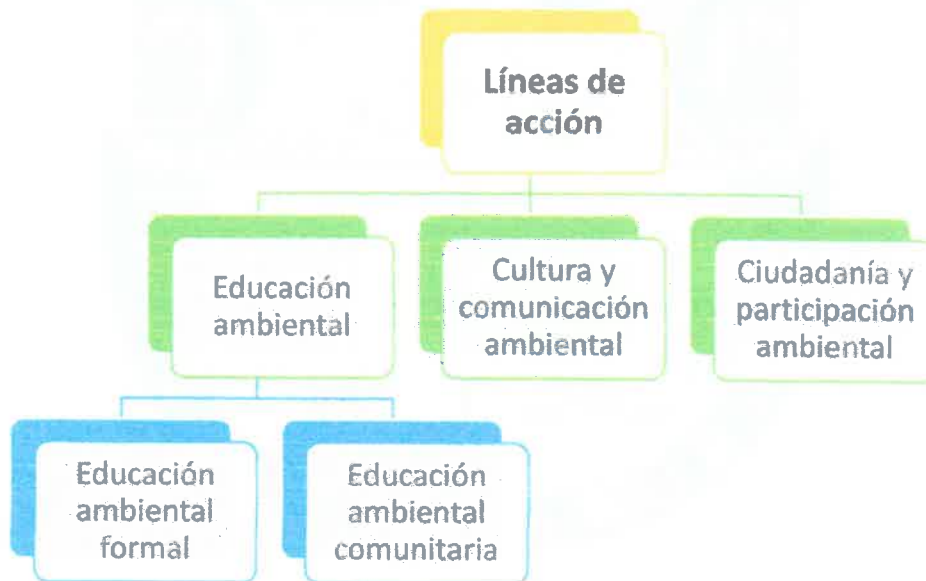 Líneas de
acción
Educación
ambiental
Cultura y
comunicación
ambiental
Ciudadanía y
participación
ambiental
Educación
ambiental
formal
Educación
ambiental
comunitaria